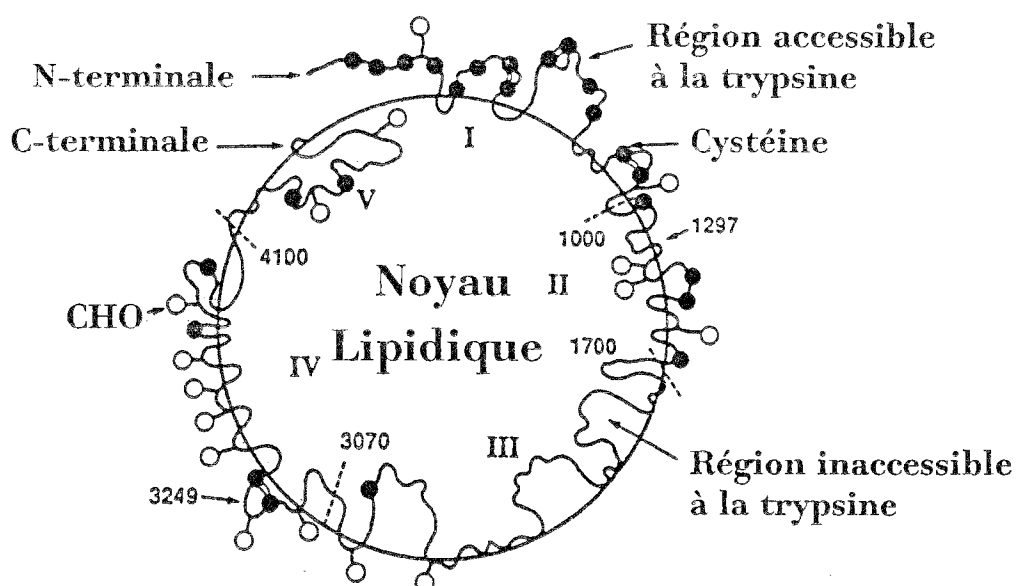 Région accessible
à la trypsine
N-terminale
C-terminale
I
Cystéine
V
1000
1297
4100
Noyau
II
CHO
Lipidique
1700
IV
3070
III
Région inaccessible
à la trypsine
3249